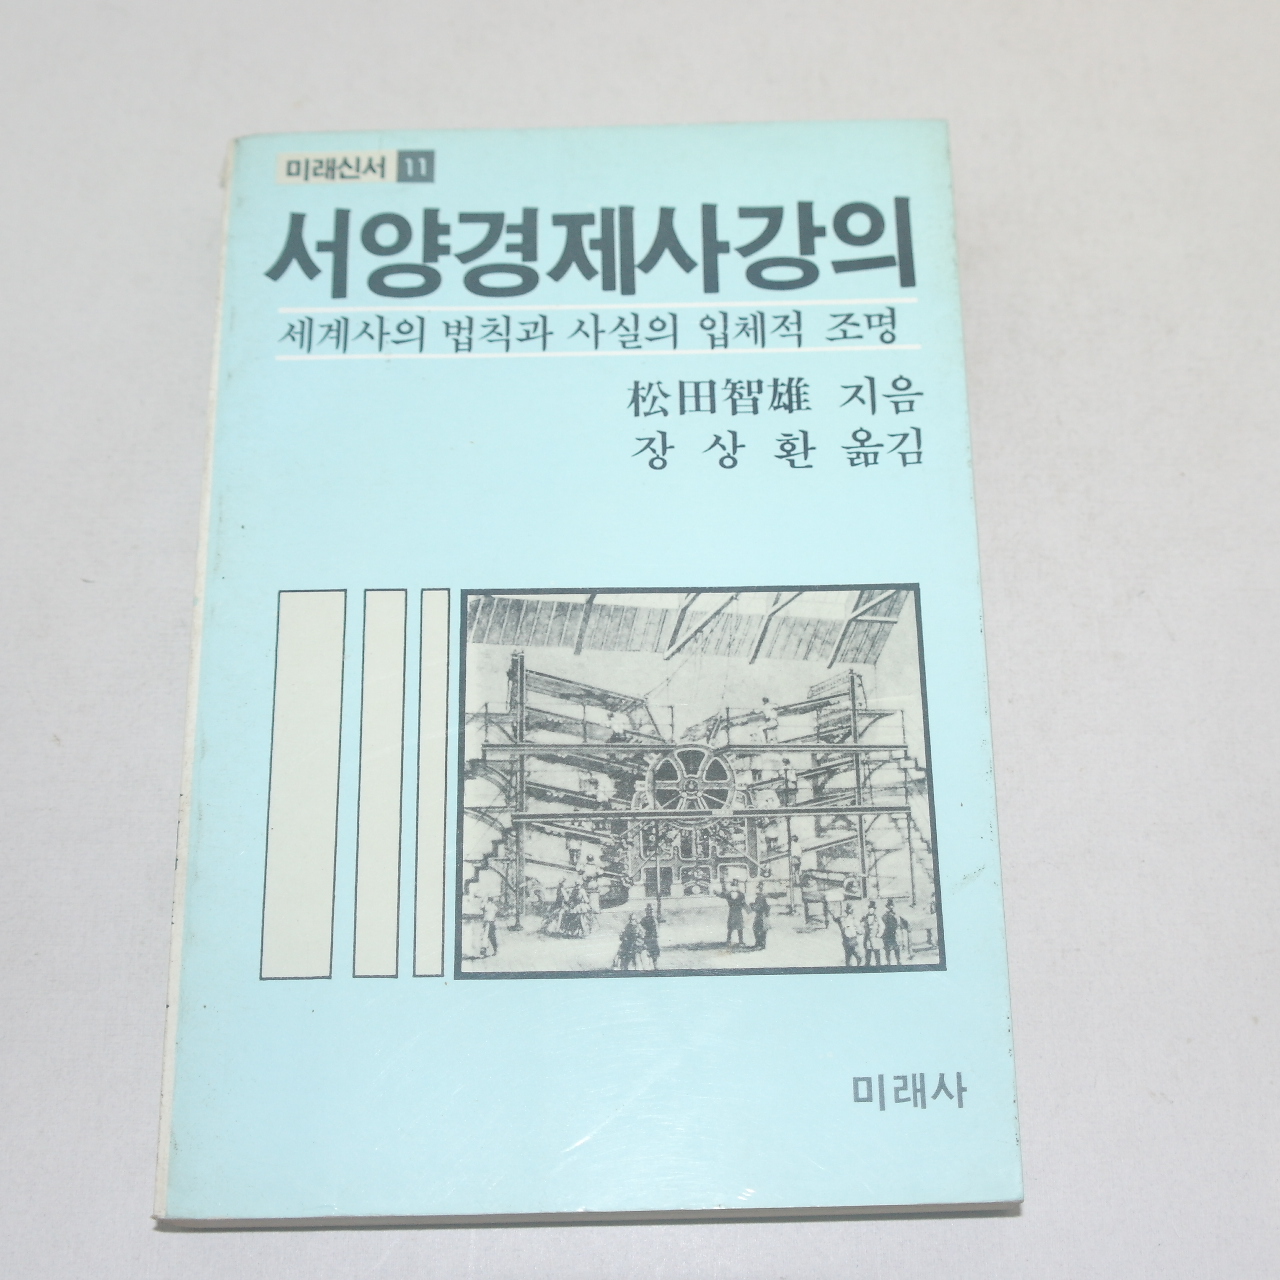 미래신서 11
서양경제사강의
세계사의 법칙과 사실의 입체적 조명
松田智雄 지음
장 상 환 옮김
미래사